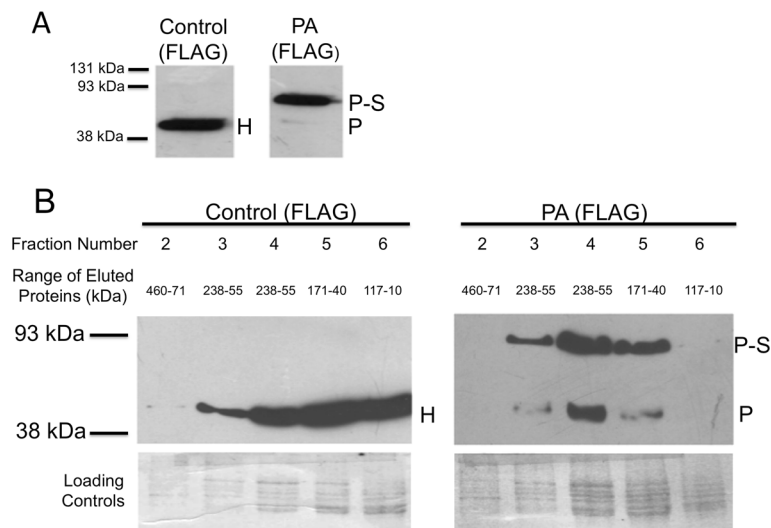 A
Control
(FLAG)
PA
(FLAG)
131 kDa
93 kDa
38 kDa
H
P-S
P
B
Control (FLAG)
PA (FLAG)
Fraction Number 2 3 4 5 6 2 3 4 5 6
Range of Eluted
Proteins (kDa)
460-71 238-55 238-55 171-40 117-10 460-71 238-55 238-55 171-40 117-10
93 kDa
38 kDa
H
P-S
P
Loading
Controls